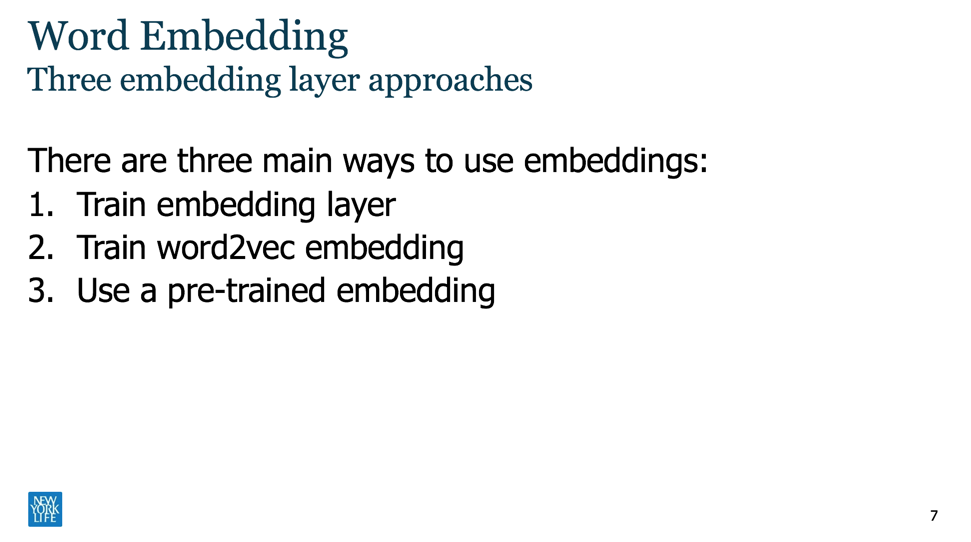 Word Embedding
Three embedding layer approaches
There are three main ways to use embeddings:
1. Train embedding layer
2. Train word2vec embedding
3. Use a pre-trained embedding
NEW
YORK
LIFE
7